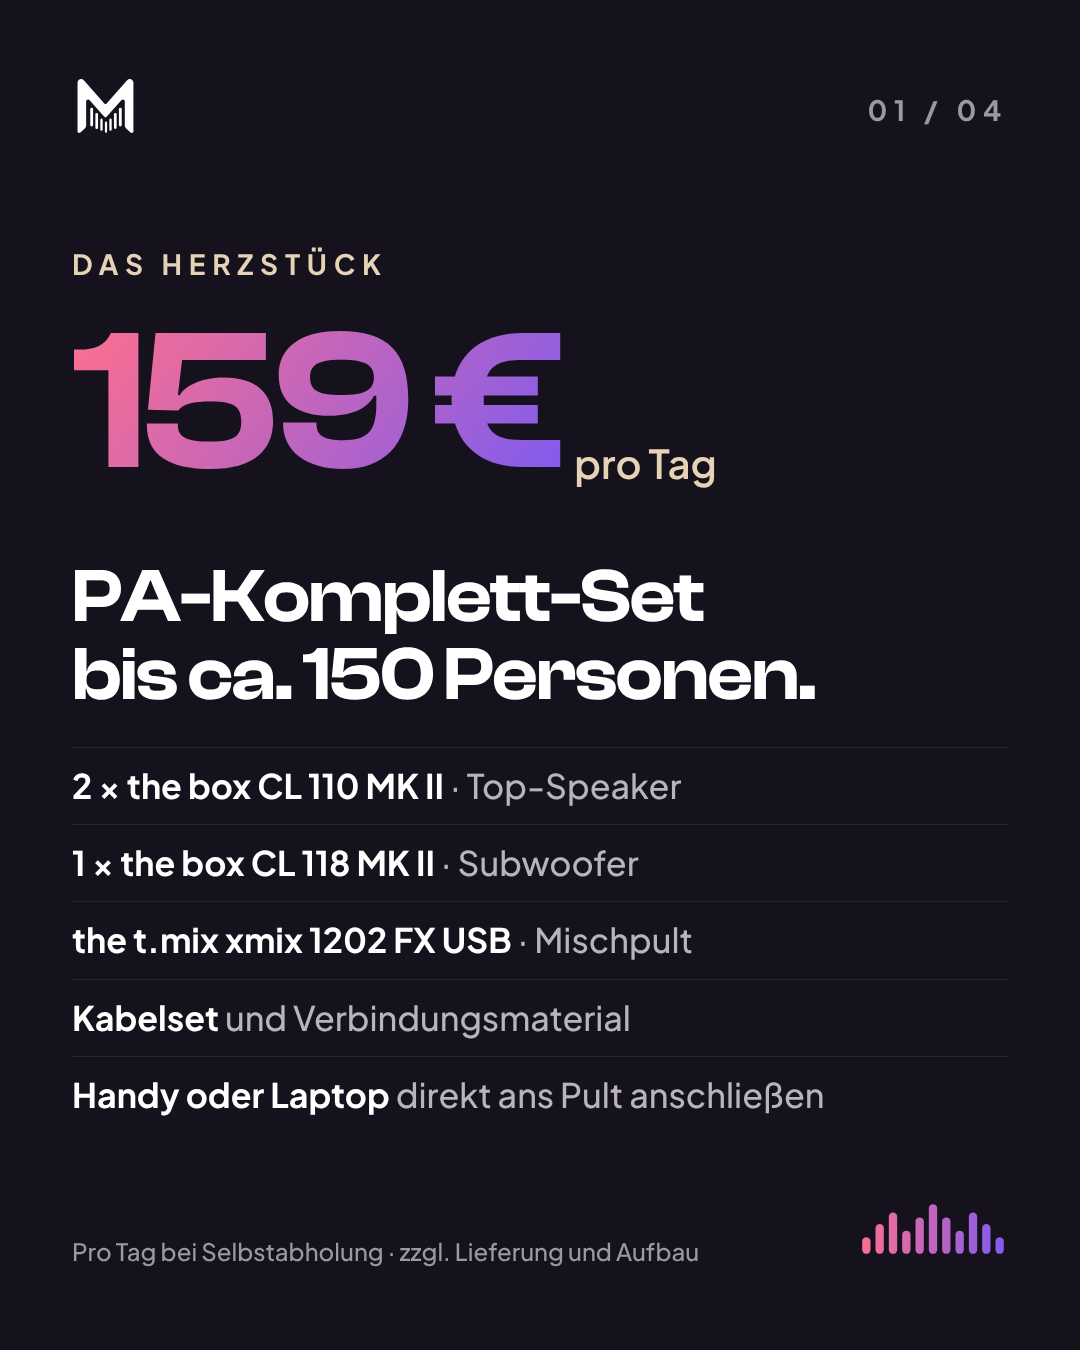 M
01 / 04
DAS HERZSTÜCK
159 € pro Tag
PA-Komplett-Set
bis ca. 150 Personen.
2 × the box CL 110 MK II · Top-Speaker
1 × the box CL 118 MK II · Subwoofer
the t.mix xmix 1202 FX USB · Mischpult
Kabelset und Verbindungsmaterial
Handy oder Laptop direkt ans Pult anschließen
Pro Tag bei Selbstabholung · zzgl. Lieferung und Aufbau